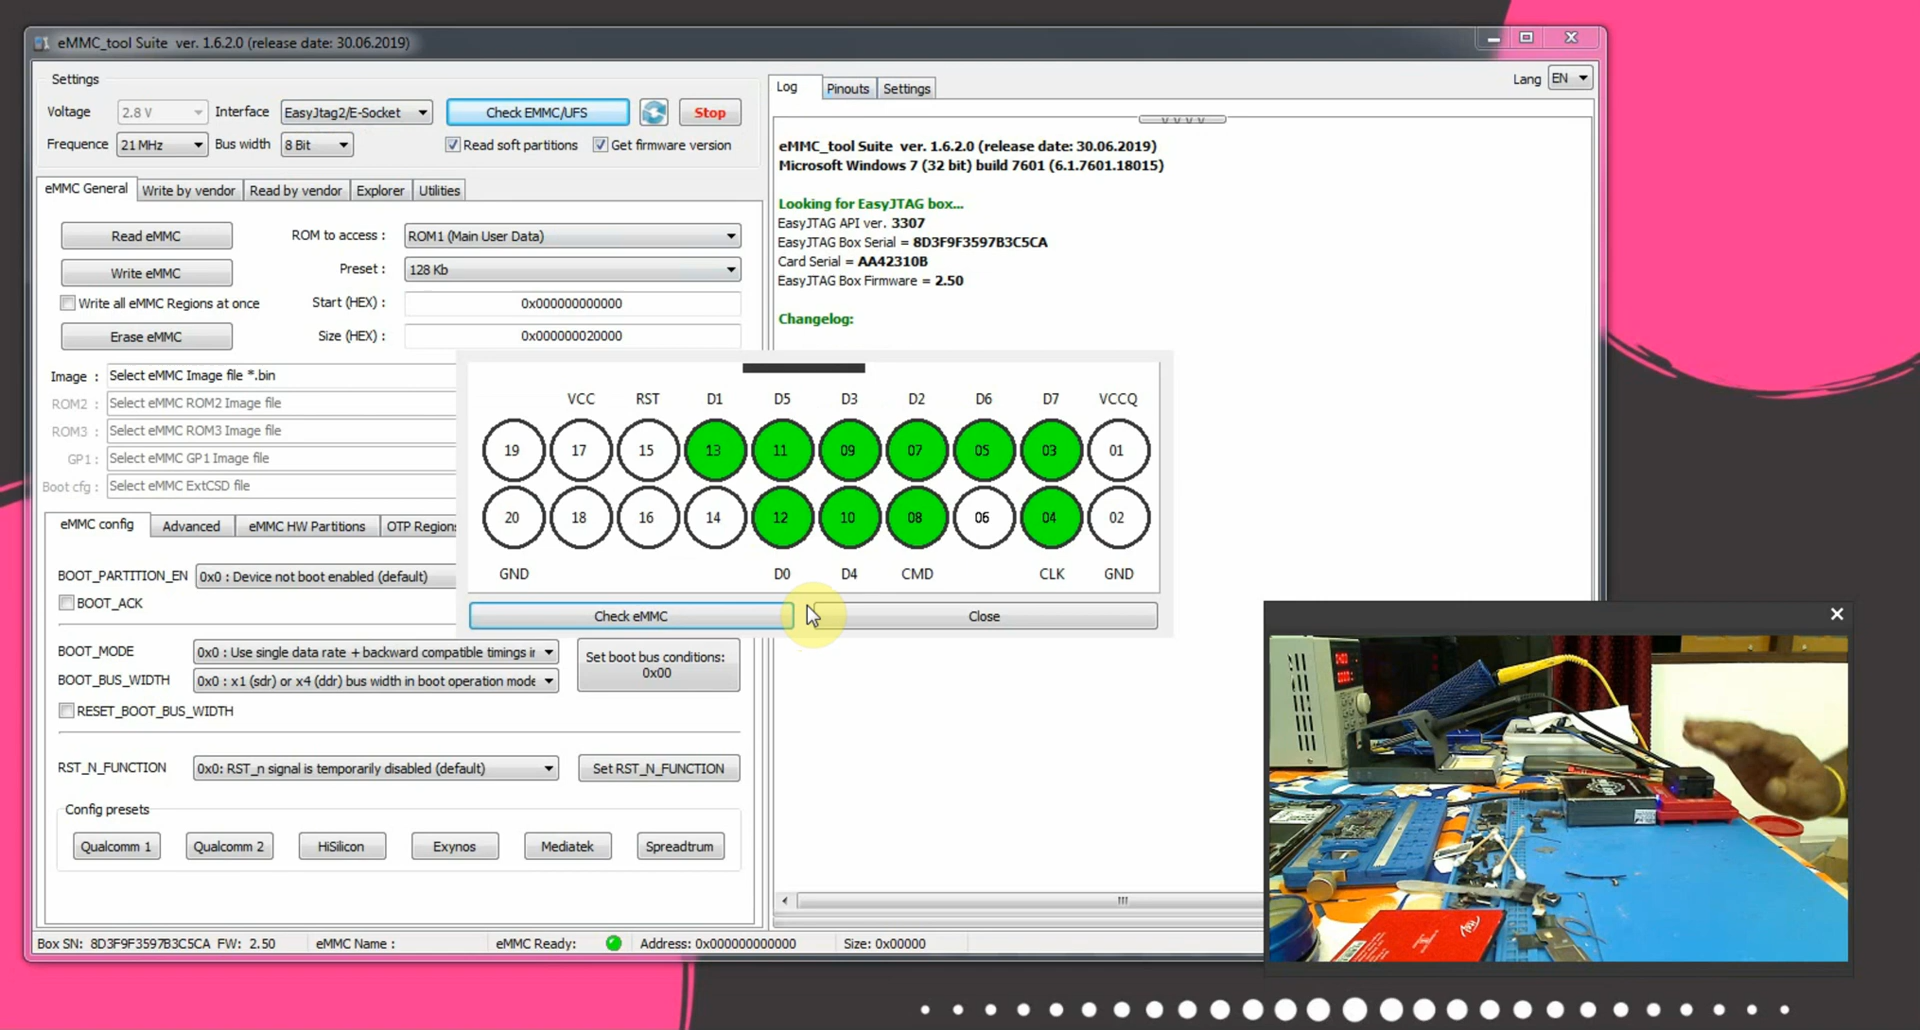 eMMC_tool Suite  ver. 1.6.2.0 (release date: 30.06.2019)
Settings
Voltage 2.8 V Interface EasyJtag2/E-Socket Check EMMC/UFS Stop
Frequence 21 MHz Bus width 8 Bit Read soft partitions Get firmware version
eMMC General Write by vendor Read by vendor Explorer Utilities
Read eMMC ROM to access : ROM1 (Main User Data)
Write eMMC Preset : 128 Kb
Write all eMMC Regions at once Start (HEX) : 0x000000000000
Erase eMMC Size (HEX) : 0x000000020000
Image : Select eMMC Image file *.bin
ROM2 : Select eMMC ROM2 Image file
ROM3 : Select eMMC ROM3 Image file
GP1 : Select eMMC GP1 Image file
Boot cfg : Select eMMC ExtCSD file
eMMC config Advanced eMMC HW Partitions OTP Regions
BOOT_PARTITION_EN 0x0 : Device not boot enabled (default)
BOOT_ACK
BOOT_MODE 0x0 : Use single data rate + backward compatible timings ir
BOOT_BUS_WIDTH 0x0 : x1 (sdr) or x4 (ddr) bus width in boot operation mode
Set boot bus conditions:
0x00
RESET_BOOT_BUS_WIDTH
RST_N_FUNCTION 0x0: RST_n signal is temporarily disabled (default) Set RST_N_FUNCTION
Config presets
Qualcomm 1 Qualcomm 2 HiSilicon Exynos Mediatek Spreadtrum
Log Pinouts Settings Lang EN
eMMC_tool Suite  ver. 1.6.2.0 (release date: 30.06.2019)
Microsoft Windows 7 (32 bit) build 7601 (6.1.7601.18015)
Looking for EasyJTAG box...
EasyJTAG API ver. 3307
EasyJTAG Box Serial = 8D3F9F3597B3C5CA
Card Serial = AA42310B
EasyJTAG Box Firmware = 2.50
Changelog:
VCC RST D1 D5 D3 D2 D6 D7 VCCQ
19 17 15 13 11 09 07 05 03 01
20 18 16 14 12 10 08 06 04 02
GND D0 D4 CMD CLK GND
Check eMMC Close
Box SN: 8D3F9F3597B3C5CA FW: 2.50 eMMC Name : eMMC Ready: Address: 0x000000000000 Size: 0x00000